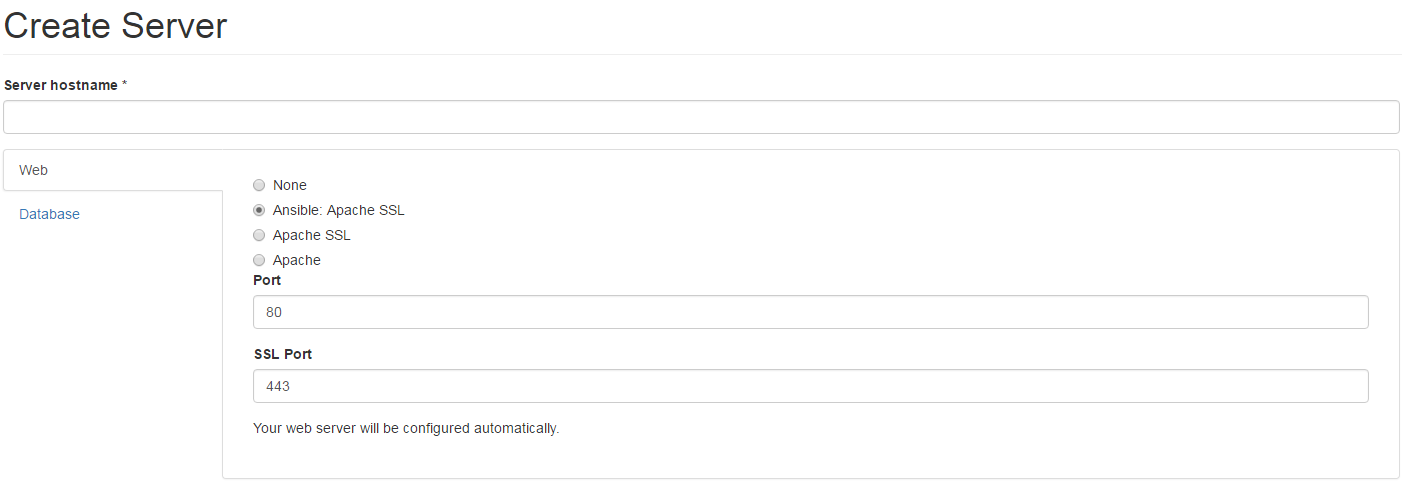 Create Server
Server hostname *
Web
Database
None
Ansible: Apache SSL
Apache SSL
Apache
Port
80
SSL Port
443
Your web server will be configured automatically.